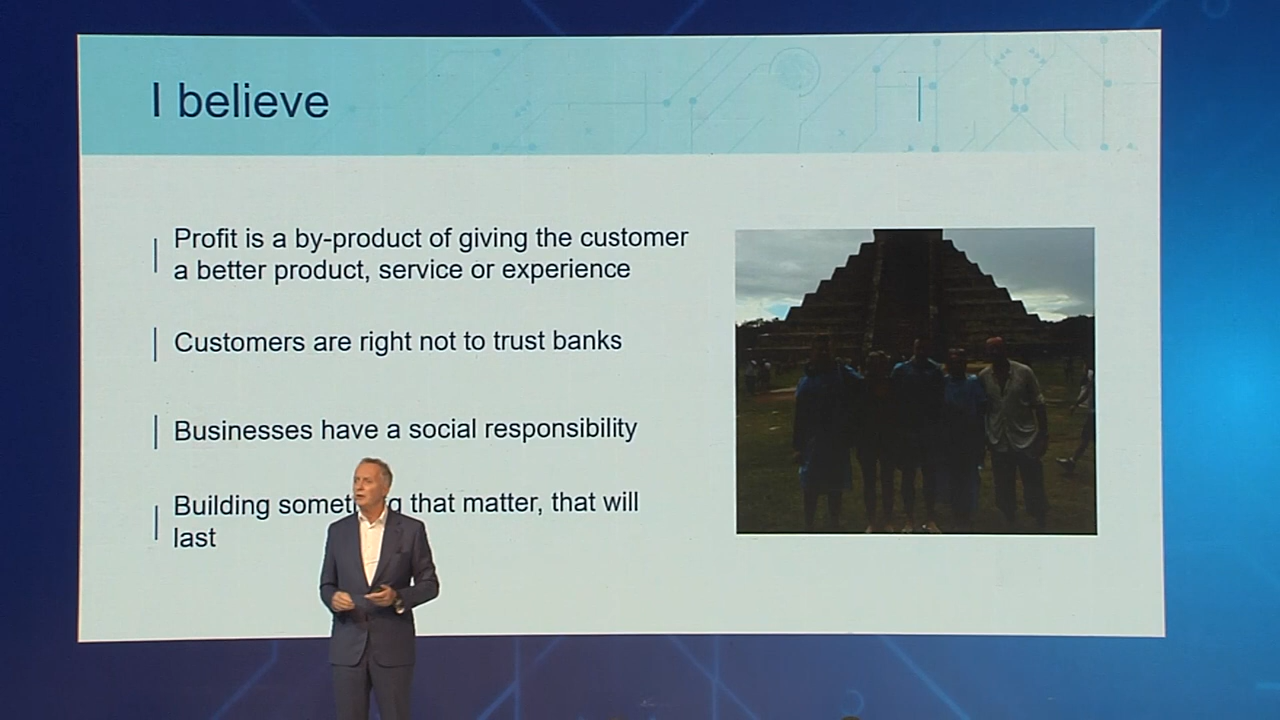 I believe
Profit is a by-product of giving the customer
a better product, service or experience
Customers are right not to trust banks
Businesses have a social responsibility
Building something that matter, that will
last